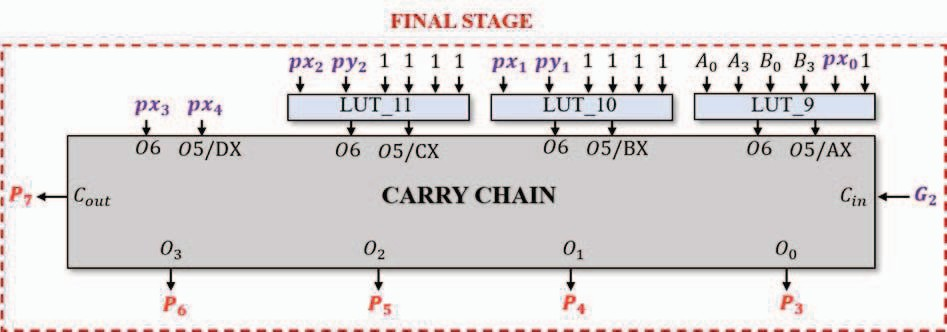 FINAL STAGE
px₂ py₂ 1 1 1 1 px₁ py₁ 1 1 1 1 A₀ A₃ B₀ B₃ px₀ 1
px₃ px₄ LUT_11 LUT_10 LUT_9
O6 O5/DX O6 O5/CX O6 O5/BX O6 O5/AX
P₇ Cₒᵤₜ CARRY CHAIN Cᵢₙ G₂
O₃ O₂ O₁ O₀
P₆ P₅ P₄ P₃